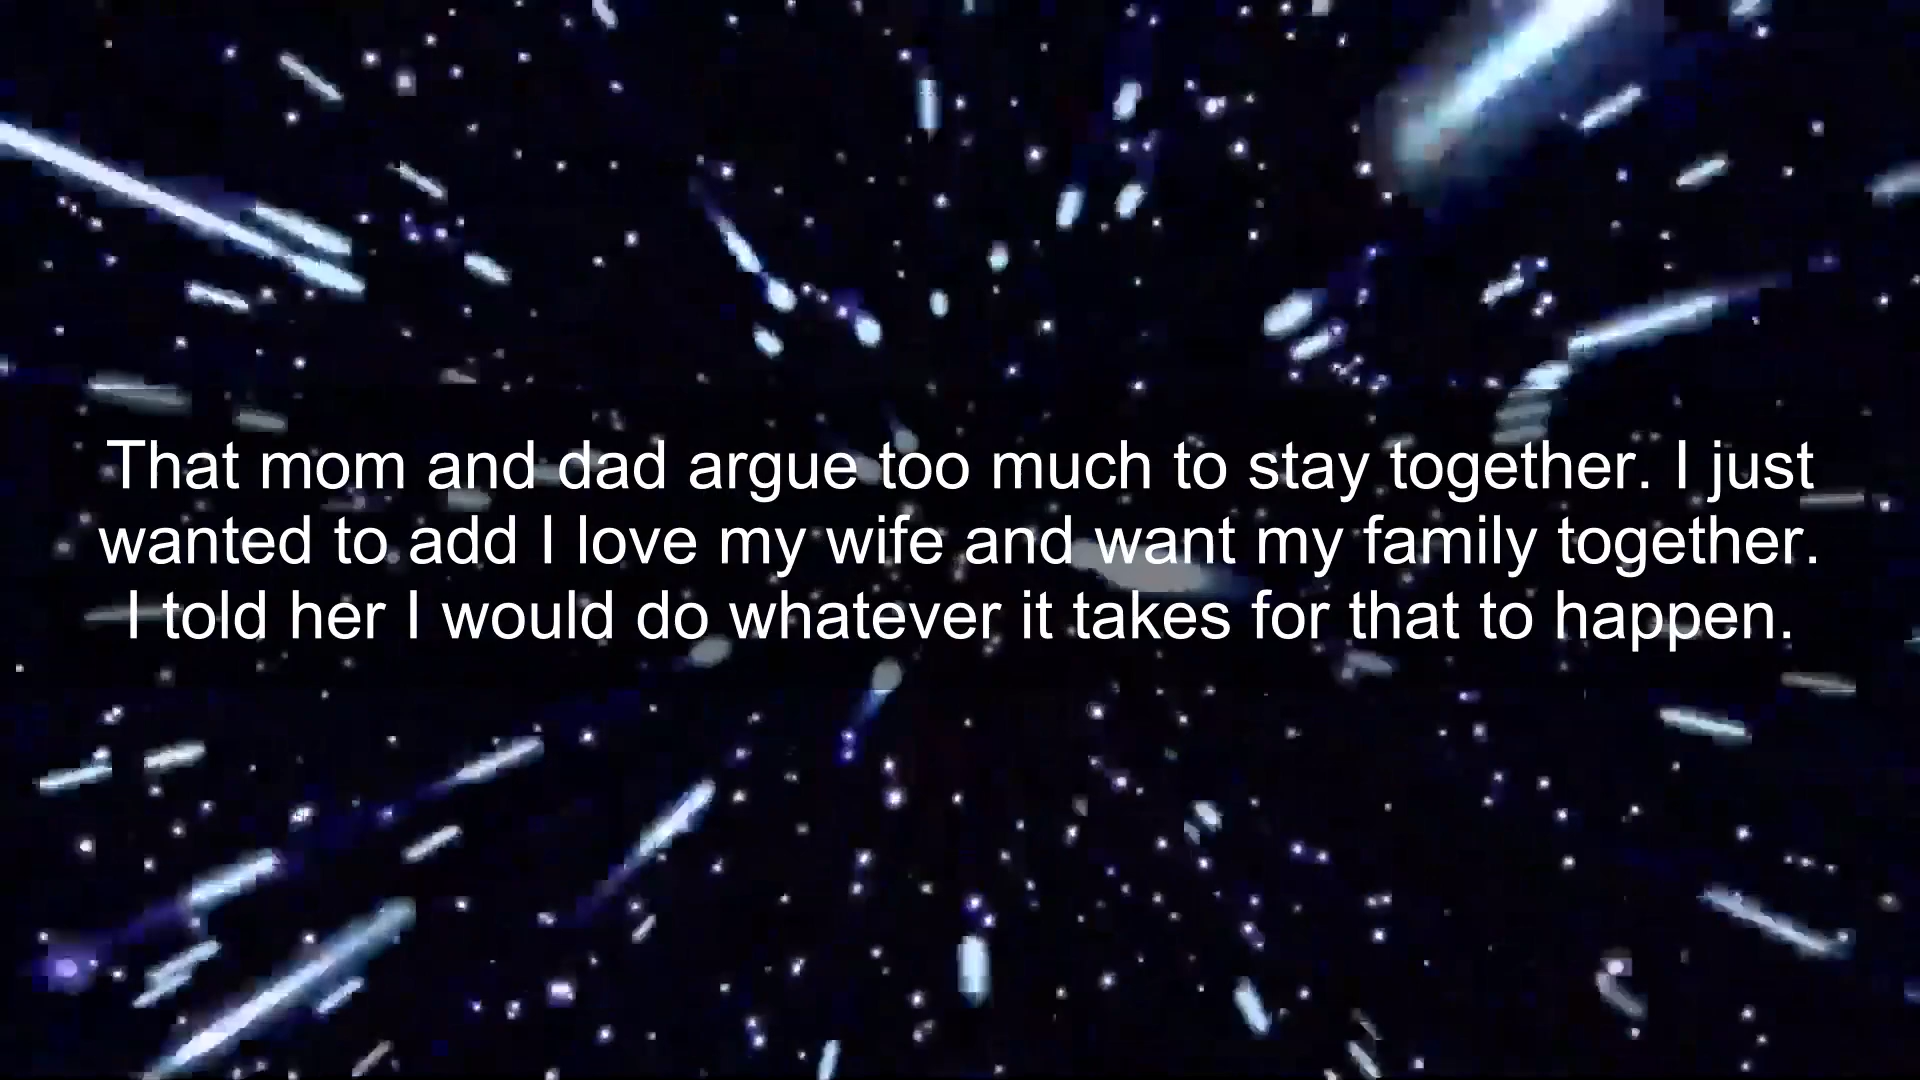 That mom and dad argue too much to stay together. I just
wanted to add I love my wife and want my family together.
I told her I would do whatever it takes for that to happen.